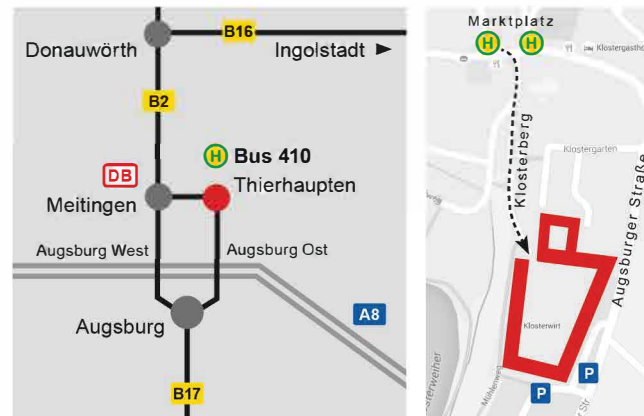 B16
Donauwörth
Ingolstadt
B2
H Bus 410
DB
Thierhaupten
Meitingen
Augsburg West
Augsburg Ost
A8
Augsburg
B17
Marktplatz
H
H
Klostergasthof
Klosterberg
Klostergarten
Augsburger Straße
Klosterwirt
Mühlenweg
P
P